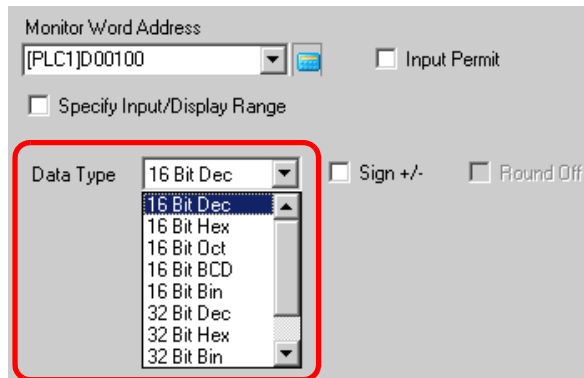 Monitor Word Address
[PLC1]D00100
Input Permit
Specify Input/Display Range
Data Type
16 Bit Dec
Sign +/-
Round Off
16 Bit Dec
16 Bit Hex
16 Bit Oct
16 Bit BCD
16 Bit Bin
32 Bit Dec
32 Bit Hex
32 Bit Bin